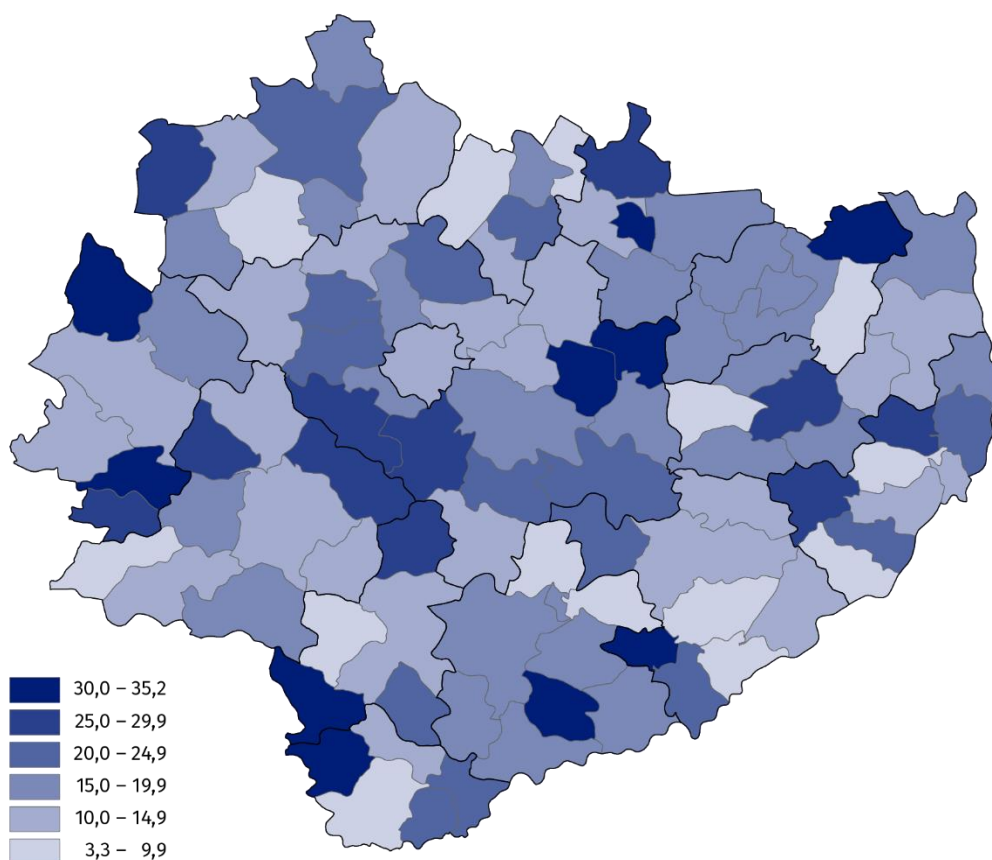 30,0 – 35,2
25,0 – 29,9
20,0 – 24,9
15,0 – 19,9
10,0 – 14,9
3,3 – 9,9